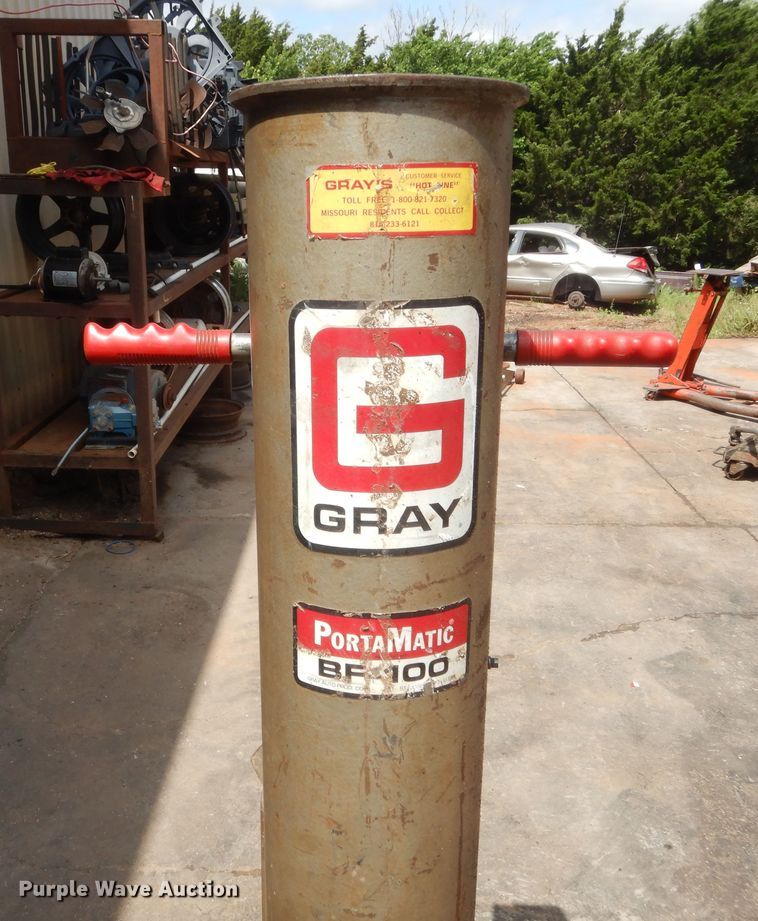 GRAY'S
CUSTOMER SERVICE
"HOT LINE"
TOLL FREE 1-800-821-7320
MISSOURI RESIDENTS CALL COLLECT
816-233-6121
G
GRAY
PORTAMATIC®
BF-100
Purple Wave Auction